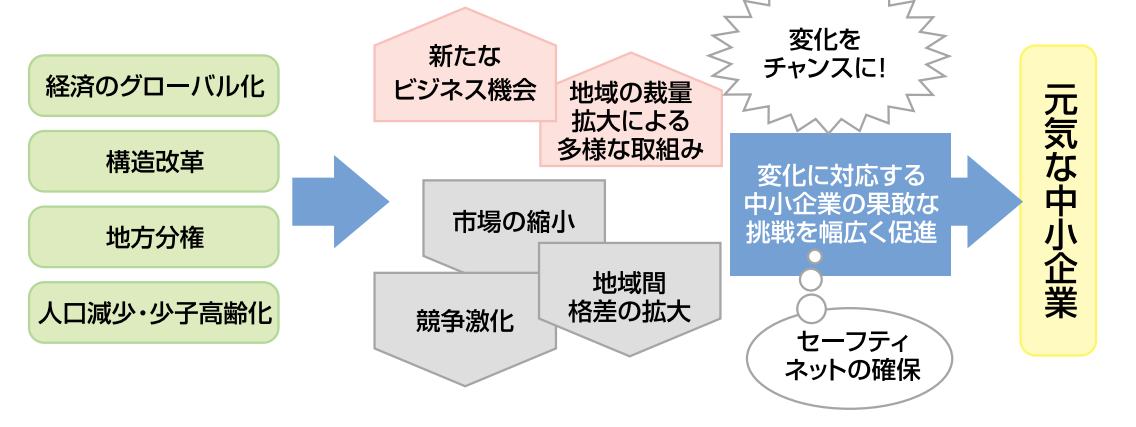 経済のグローバル化
構造改革
地方分権
人口減少・少子高齢化
新たな
ビジネス機会
地域の裁量
拡大による
多様な取組み
市場の縮小
競争激化
地域間
格差の拡大
変化を
チャンスに!
変化に対応する
中小企業の果敢な
挑戦を幅広く促進
セーフティ
ネットの確保
元気な中小企業